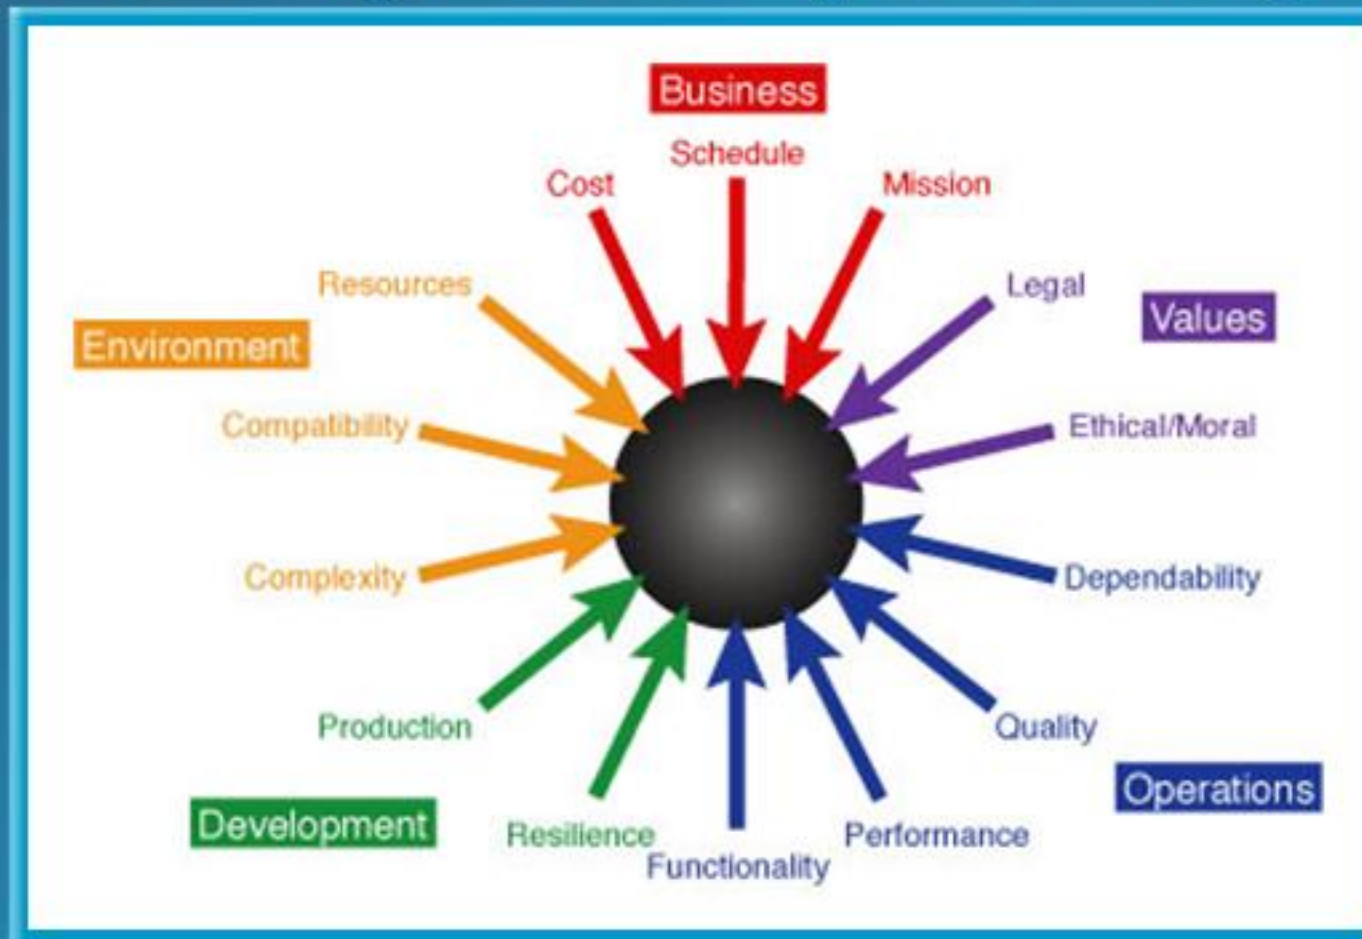 Business
Schedule
Cost
Mission
Resources
Legal
Environment
Values
Compatibility
Ethical/Moral
Complexity
Dependability
Production
Quality
Development
Operations
Resilience
Performance
Functionality